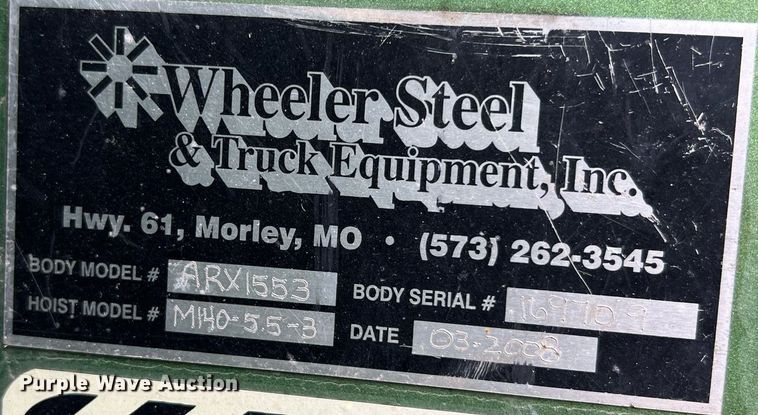 Wheeler Steel
& Truck Equipment, Inc.
Hwy. 61, Morley, MO • (573) 262-3545
BODY MODEL # ARX1553
BODY SERIAL #
HOIST MODEL # M140-5.5-3
DATE 03-2008
Purple Wave Auction